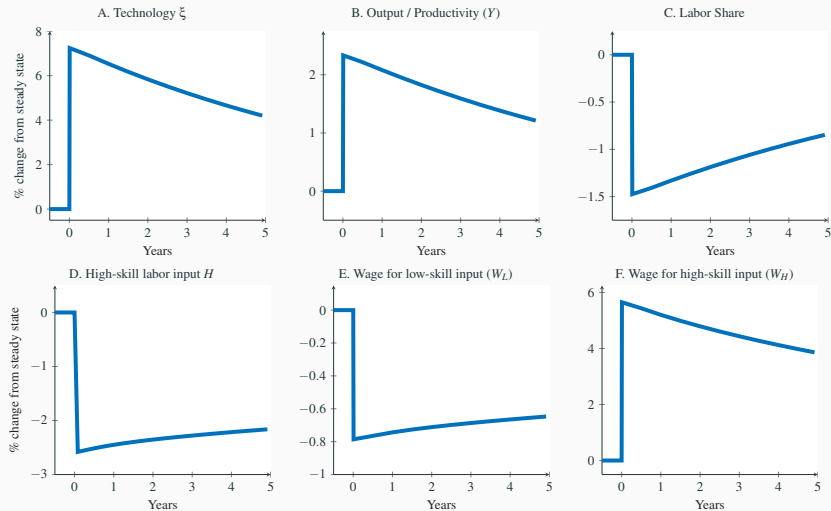 A. Technology ξ
B. Output / Productivity (Y)
C. Labor Share
% change from steady state
8
6
4
2
0
0 1 2 3 4 5
Years
2
1
0
0 1 2 3 4 5
Years
0
−0.5
−1
−1.5
0 1 2 3 4 5
Years
D. High-skill labor input H
E. Wage for low-skill input (W_L)
F. Wage for high-skill input (W_H)
% change from steady state
0
−1
−2
−3
0 1 2 3 4 5
Years
0
−0.2
−0.4
−0.6
−0.8
−1
0 1 2 3 4 5
Years
6
4
2
0
0 1 2 3 4 5
Years